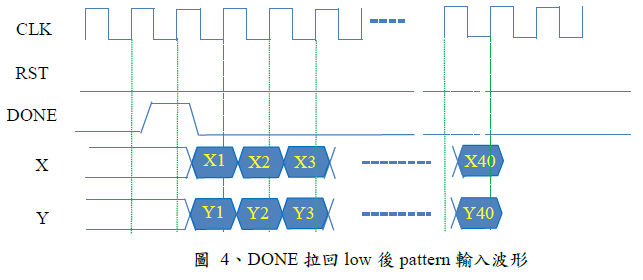 CLK
RST
DONE
X X1 X2 X3 X40
Y Y1 Y2 Y3 Y40
圖 4、DONE 拉回 low 後 pattern 輸入波形